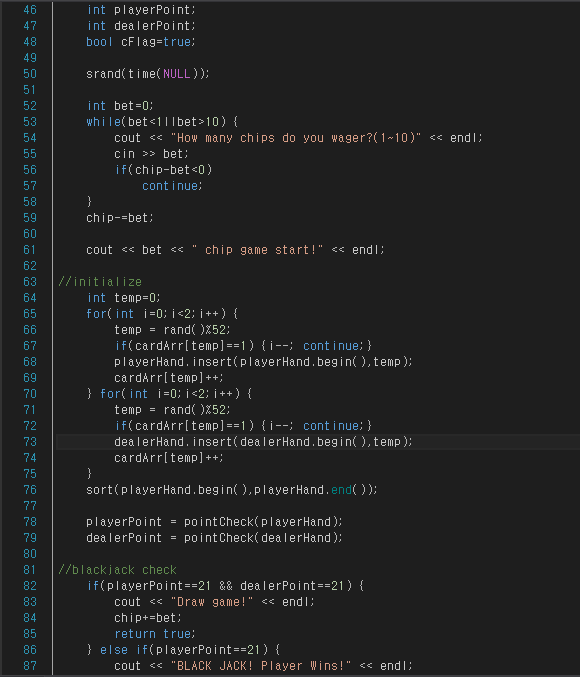 46     int playerPoint;
47     int dealerPoint;
48     bool cFlag=true;
49
50     srand(time(NULL));
51
52     int bet=0;
53     while(bet<1||bet>10) {
54         cout << "How many chips do you wager?(1~10)" << endl;
55         cin >> bet;
56         if(chip-bet<0)
57             continue;
58     }
59     chip-=bet;
60
61     cout << bet << " chip game start!" << endl;
62
63 //initialize
64     int temp=0;
65     for(int i=0;i<2;i++) {
66         temp = rand()%52;
67         if(cardArr[temp]==1) {i--; continue;}
68         playerHand.insert(playerHand.begin(),temp);
69         cardArr[temp]++;
70     } for(int i=0;i<2;i++) {
71         temp = rand()%52;
72         if(cardArr[temp]==1) {i--; continue;}
73         dealerHand.insert(dealerHand.begin(),temp);
74         cardArr[temp]++;
75     }
76     sort(playerHand.begin(),playerHand.end());
77
78     playerPoint = pointCheck(playerHand);
79     dealerPoint = pointCheck(dealerHand);
80
81 //blackjack check
82     if(playerPoint==21 && dealerPoint==21) {
83         cout << "Draw game!" << endl;
84         chip+=bet;
85         return true;
86     } else if(playerPoint==21) {
87         cout << "BLACK JACK! Player Wins!" << endl;